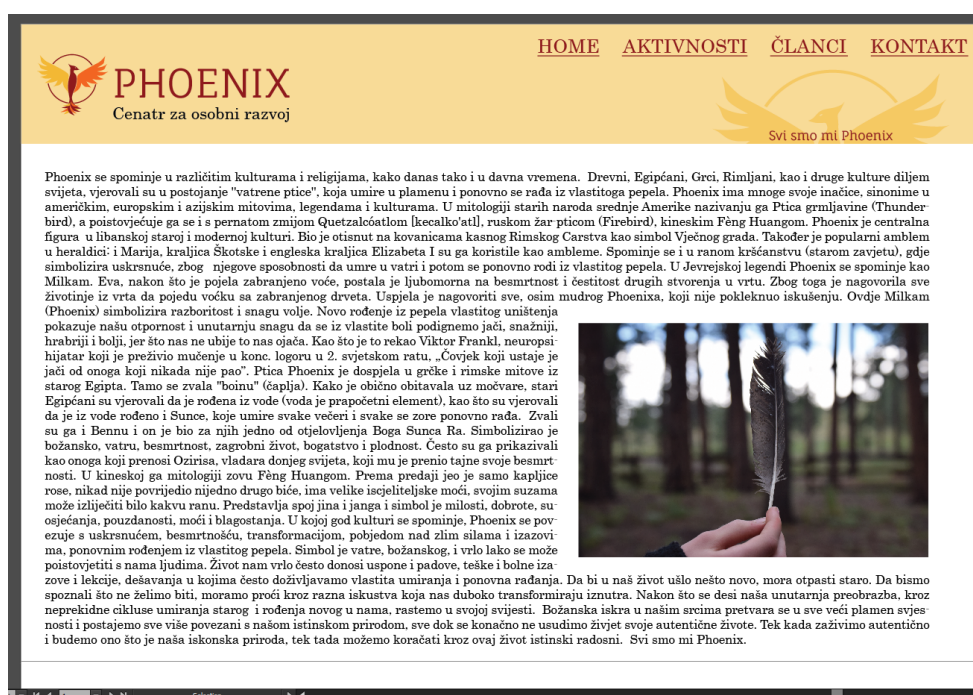 HOME AKTIVNOSTI ČLANCI KONTAKT
PHOENIX
Cenatr za osobni razvoj
Svi smo mi Phoenix
Phoenix se spominje u različitim kulturama i religijama, kako danas tako i u davna vremena. Drevni, Egipćani, Grci, Rimljani, kao i druge kulture diljem
svijeta, vjerovali su u postojanje "vatrene ptice", koja umire u plamenu i ponovno se rađa iz vlastitoga pepela. Phoenix ima mnoge svoje inačice, sinonime u
američkim, europskim i azijskim mitovima, legendama i kulturama. U mitologiji starih naroda srednje Amerike nazivanju ga Ptica grmljavine (Thunder-
bird), a poistovjećuje ga se i s pernatom zmijom Quetzalcóatlom [kecalko'atl], ruskom žar-pticom (Firebird), kineskim Fèng Huangom. Phoenix je centralna
figura u libanskoj staroj i modernoj kulturi. Bio je otisnut na kovanicama kasnog Rimskog Carstva kao simbol Vječnog grada. Također je popularni amblem
u heraldici: i Marija, kraljica Škotske i engleska kraljica Elizabeta I su ga koristile kao ambleme. Spominje se i u ranom kršćanstvu (starom zavjetu), gdje
simbolizira uskrsnuće, zbog njegove sposobnosti da umre u vatri i potom se ponovno rodi iz vlastitog pepela. U Jevrejskoj legendi Phoenix se spominje kao
Milkam. Eva, nakon što je pojela zabranjeno voće, postala je ljubomorna na besmrtnost i čestitost drugih stvorenja u vrtu. Zbog toga je nagovorila sve
životinje iz vrta da pojedu voćku sa zabranjenog drveta. Uspjela je nagovoriti sve, osim mudrog Phoenixa, koji nije pokleknuo iskušenju. Ovdje Milkam
(Phoenix) simbolizira razboritost i snagu volje. Novo rođenje iz pepela vlastitog uništenja
pokazuje našu otpornost i unutarnju snagu da se iz vlastite boli podignemo jači, snažniji,
hrabriji i bolji, jer što nas ne ubije to nas ojača. Kao što je to rekao Viktor Frankl, neuropsi-
hijatar koji je preživio mučenje u konc. logoru u 2. svjetskom ratu, „Čovjek koji ustaje je
jači od onoga koji nikada nije pao”. Ptica Phoenix je dospjela u grčke i rimske mitove iz
starog Egipta. Tamo se zvala "boinu" (čaplja). Kako je obično obitavala uz močvare, stari
Egipćani su vjerovali da je rođena iz vode (voda je prapočetni element), kao što su vjerovali
da je iz vode rođeno i Sunce, koje umire svake večeri i svake se zore ponovno rađa. Zvali
su ga i Bennu i on je bio za njih jedno od otjelovljenja Boga Sunca Ra. Simbolizirao je
božansko, vatru, besmrtnost, zagrobni život, bogatstvo i plodnost. Često su ga prikazivali
kao onoga koji prenosi Ozirisa, vladara donjeg svijeta, koji mu je prenio tajne svoje besmrt-
nosti. U kineskoj ga mitologiji zovu Fèng Huangom. Prema predaji jeo je samo kapljice
rose, nikad nije povrijedio nijedno drugo biće, ima velike iscjeliteljske moći, svojim suzama
može izliječiti bilo kakvu ranu. Predstavlja spoj jina i janga i simbol je milosti, dobrote, su-
osjećanja, pouzdanosti, moći i blagostanja. U kojoj god kulturi se spominje, Phoenix se pov-
ezuje s uskrsnućem, besmrtnošću, transformacijom, pobjedom nad zlim silama i izazovi-
ma, ponovnim rođenjem iz vlastitog pepela. Simbol je vatre, božanskog, i vrlo lako se može
poistovjetiti s nama ljudima. Život nam vrlo često donosi uspone i padove, teške i bolne iza-
zove i lekcije, dešavanja u kojima često doživljavamo vlastita umiranja i ponovna rađanja. Da bi u naš život ušlo nešto novo, mora otpasti staro. Da bismo
spoznali što ne želimo biti, moramo proći kroz razna iskustva koja nas duboko transformiraju iznutra. Nakon što se desi naša unutarnja preobrazba, kroz
neprekidne cikluse umiranja starog i rođenja novog u nama, rastemo u svojoj svijesti. Božanska iskra u našim srcima pretvara se u sve veći plamen svjes-
nosti i postajemo sve više povezani s našom istinskom prirodom, sve dok se konačno ne usudimo živjet svoje autentične živote. Tek kada zaživimo autentično
i budemo ono što je naša iskonska priroda, tek tada možemo koračati kroz ovaj život istinski radosni. Svi smo mi Phoenix.